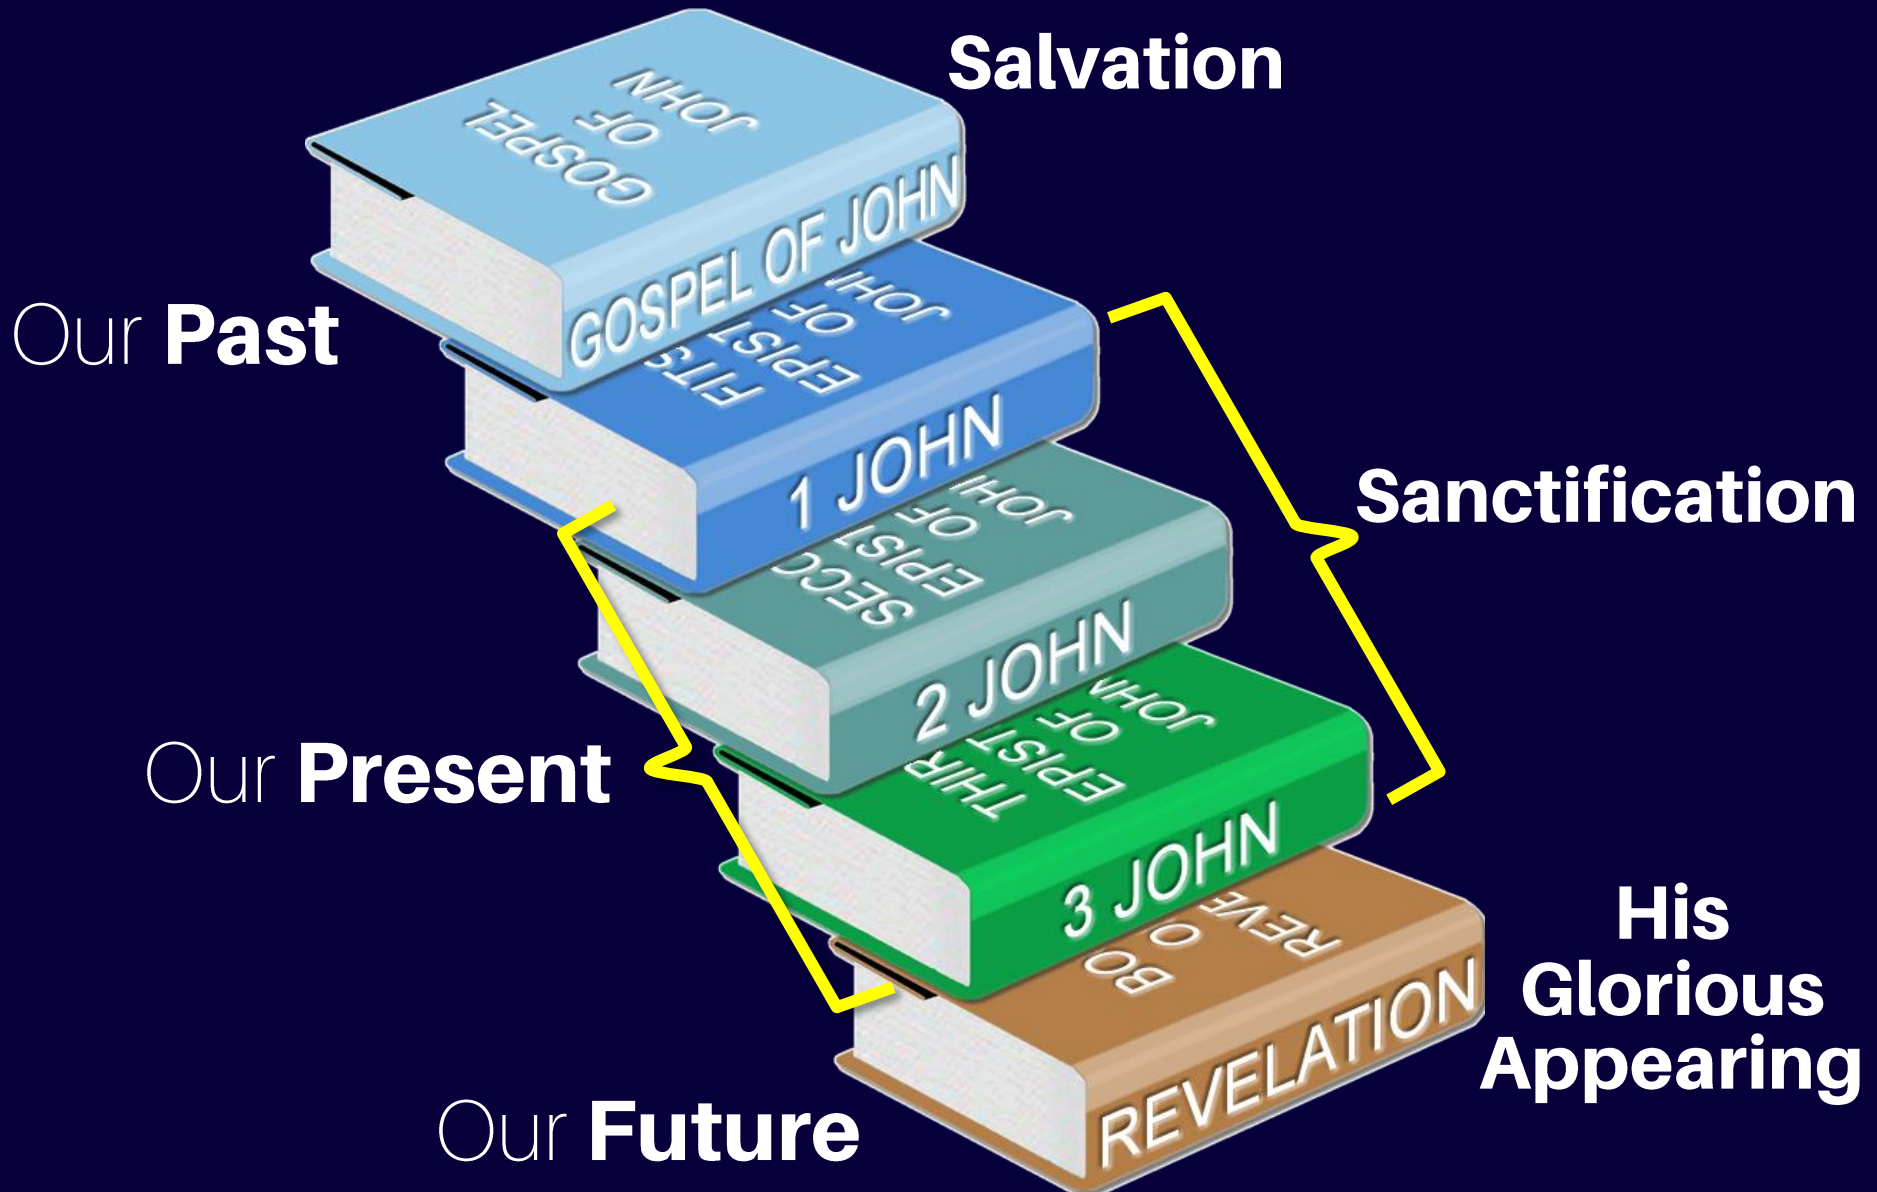 Salvation
GOSPEL
OF
JOHN
GOSPEL OF JOHN
Our Past
FITS
EPIST
OF
JOHN
1 JOHN
Sanctification
SECO
EPIST
OF
JOH
2 JOHN
Our Present
THIR
EPIST
OF
JOHN
3 JOHN
BO
O
REVE
REVELATION
His
Glorious
Appearing
Our Future